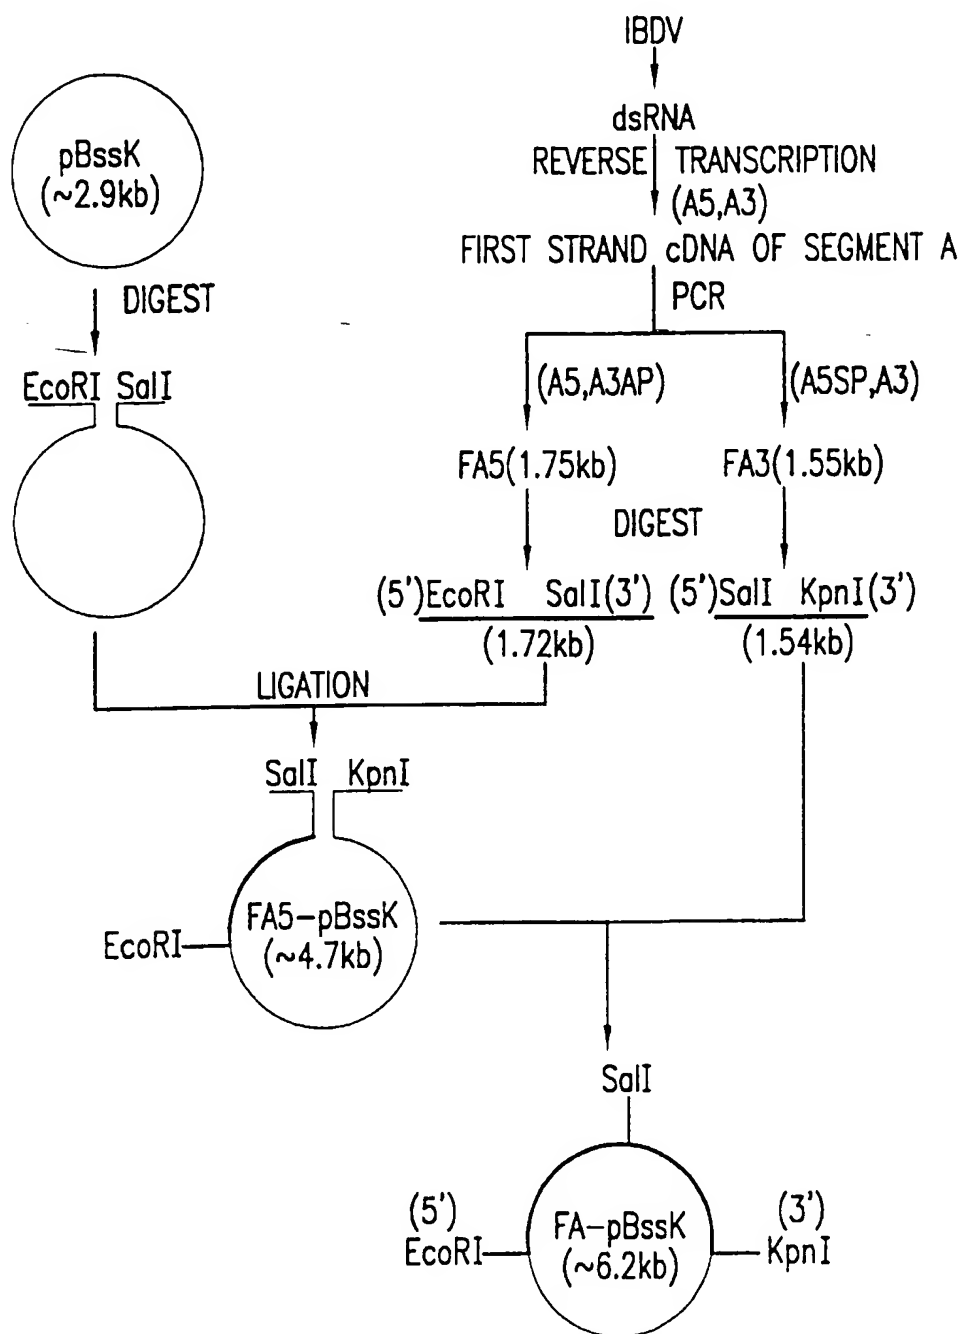 IBDV
dsRNA
REVERSE TRANSCRIPTION
(A5,A3)
FIRST STRAND cDNA OF SEGMENT A
PCR
pBssK
(~2.9kb)
DIGEST
EcoRI SalI
(A5,A3AP)
(A5SP,A3)
FA5(1.75kb)
FA3(1.55kb)
DIGEST
(5')EcoRI SalI(3')
(1.72kb)
(5')SalI KpnI(3')
(1.54kb)
LIGATION
SalI KpnI
FA5-pBssK
(~4.7kb)
EcoRI
SalI
(5')
EcoRI
FA-pBssK
(~6.2kb)
(3')
KpnI